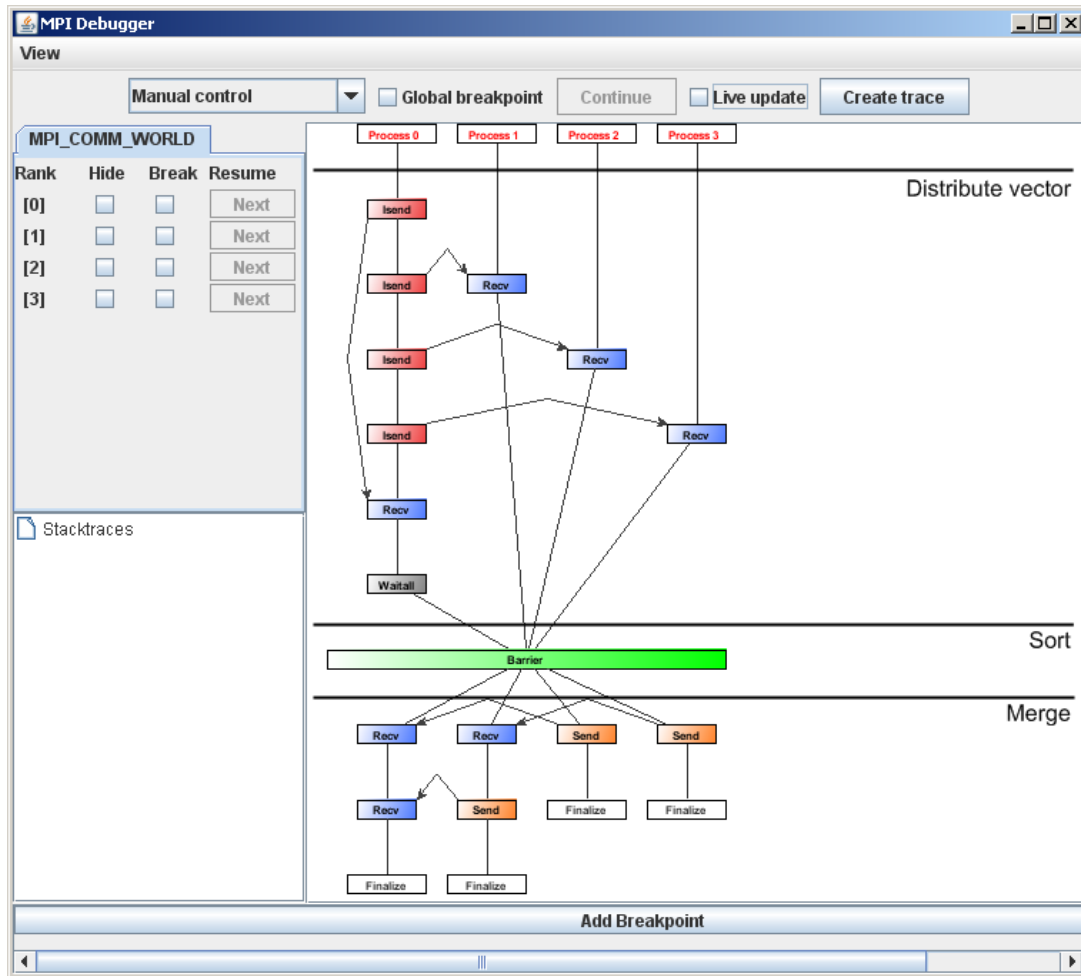 MPI Debugger
View
Manual control Global breakpoint Continue Live update Create trace
MPI_COMM_WORLD
Rank Hide Break Resume
[0] Next
[1] Next
[2] Next
[3] Next
Stacktraces
Process 0 Process 1 Process 2 Process 3
Distribute vector
Isend
Isend Recv
Isend Recv
Isend Recv
Recv
Waitall
Sort
Barrier
Merge
Recv Recv Send Send
Recv Send Finalize Finalize
Finalize Finalize
Add Breakpoint